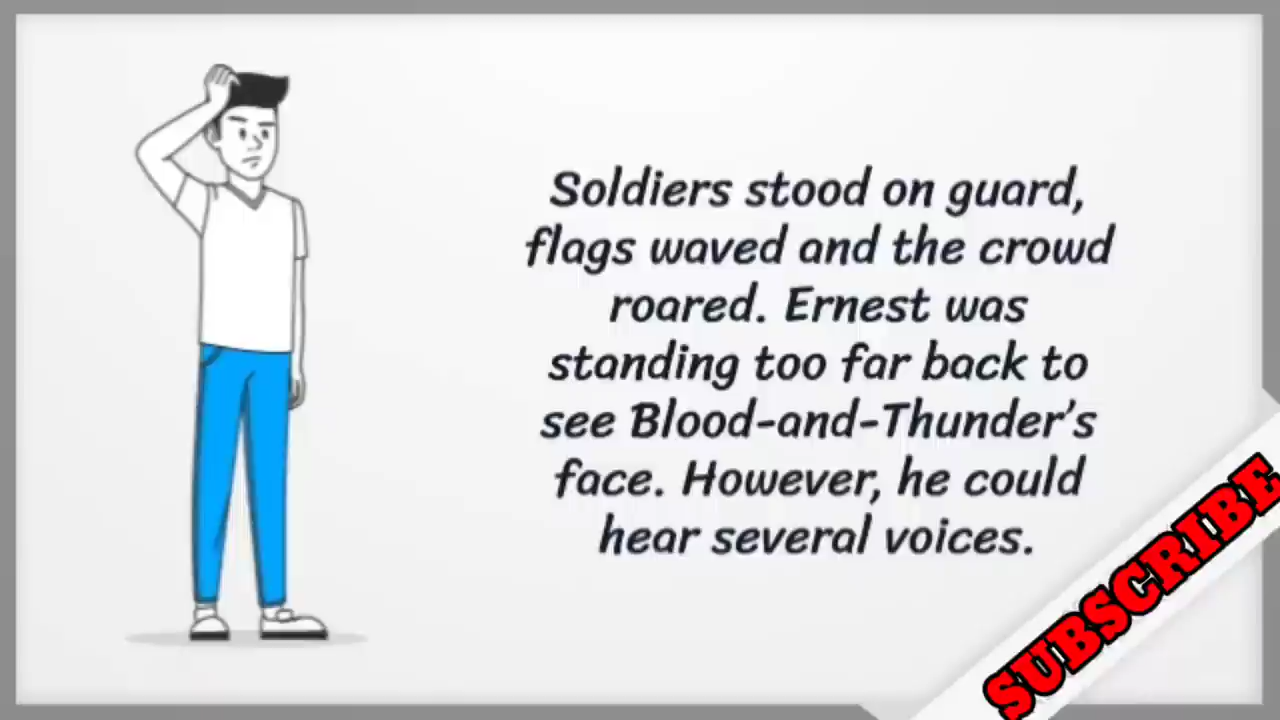 Soldiers stood on guard,
flags waved and the crowd
roared. Ernest was
standing too far back to
see Blood-and-Thunder's
face. However, he could
hear several voices.
SUBSCRIBE